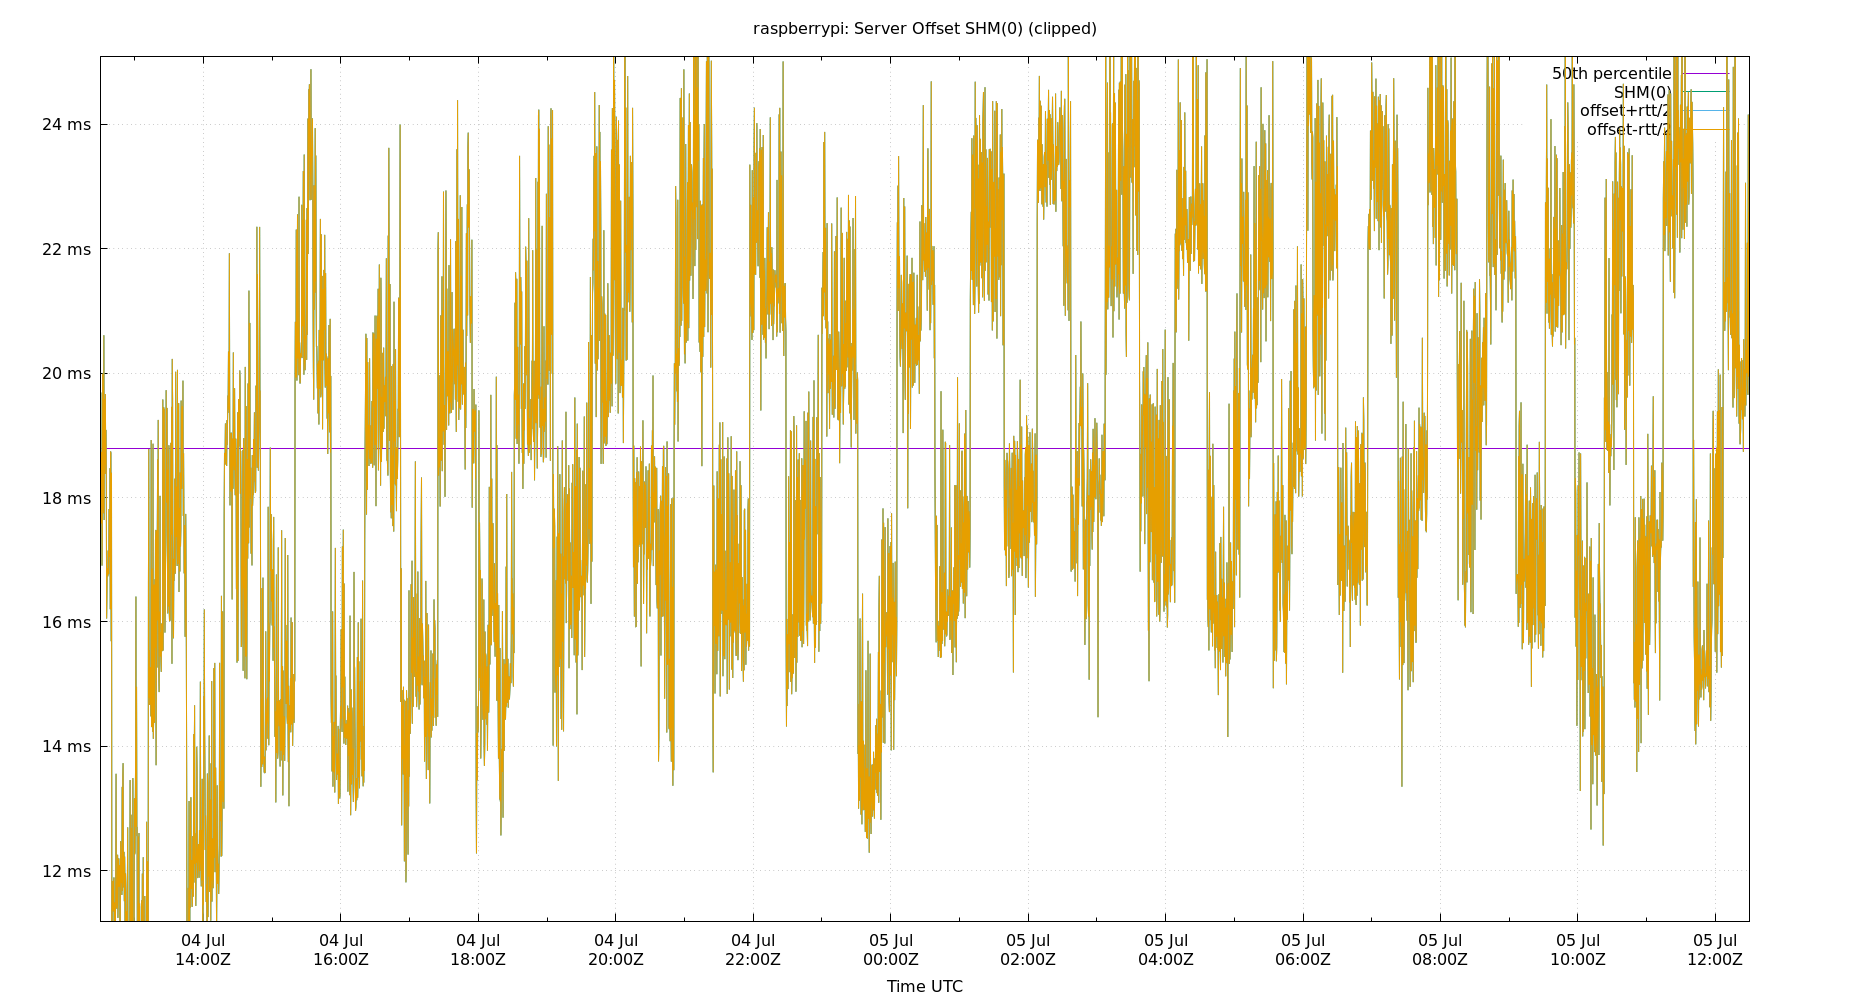 raspberrypi: Server Offset SHM(0) (clipped)
50th percentile
SHM(0)
offset+rtt/2
offset-rtt/2
24 ms
22 ms
20 ms
18 ms
16 ms
14 ms
12 ms
04 Jul 04 Jul 04 Jul 04 Jul 04 Jul 05 Jul 05 Jul 05 Jul 05 Jul 05 Jul 05 Jul 05 Jul
14:00Z 16:00Z 18:00Z 20:00Z 22:00Z 00:00Z 02:00Z 04:00Z 06:00Z 08:00Z 10:00Z 12:00Z
Time UTC